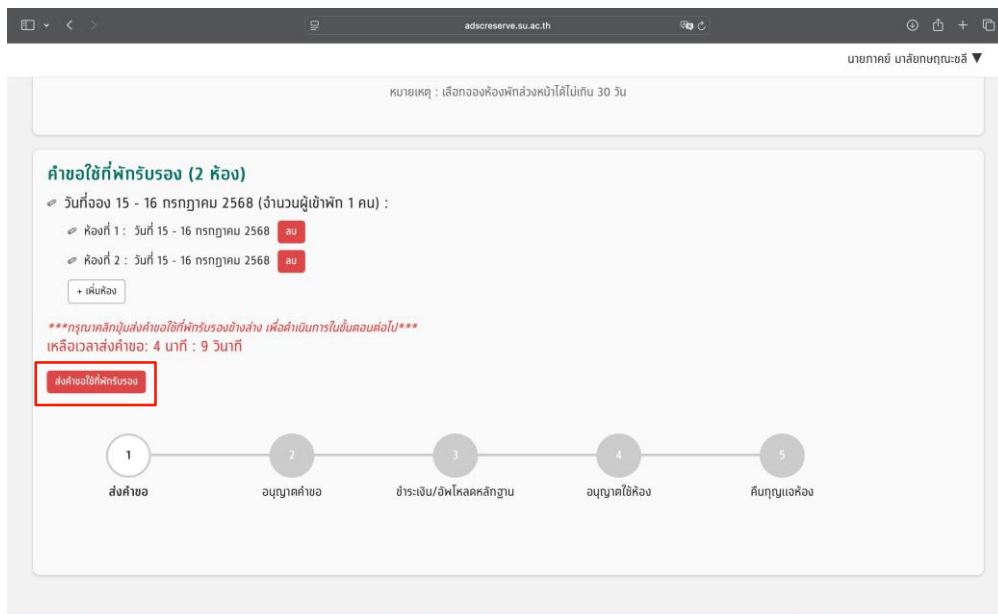 adscreserve.su.ac.th
นายภาคย์ มาลัยกษฤณะชลี ▼
หมายเหตุ : เลือกจองห้องพักล่วงหน้าได้ไม่เกิน 30 วัน
คำขอใช้ที่พักรับรอง (2 ห้อง)
วันที่จอง 15 - 16 กรกฎาคม 2568 (จำนวนผู้เข้าพัก 1 คน) :
ห้องที่ 1 : วันที่ 15 - 16 กรกฎาคม 2568 ลบ
ห้องที่ 2 : วันที่ 15 - 16 กรกฎาคม 2568 ลบ
+ เพิ่มห้อง
***กรุณาคลิกปุ่มส่งคำขอใช้ที่พักรับรองข้างล่าง เพื่อดำเนินการในขั้นตอนต่อไป***
เหลือเวลาส่งคำขอ: 4 นาที : 9 วินาที
ส่งคำขอใช้ที่พักรับรอง
1 2 3 4 5
ส่งคำขอ อนุญาตคำขอ ชำระเงิน/อัพโหลดหลักฐาน อนุญาตใช้ห้อง คืนกุญแจห้อง